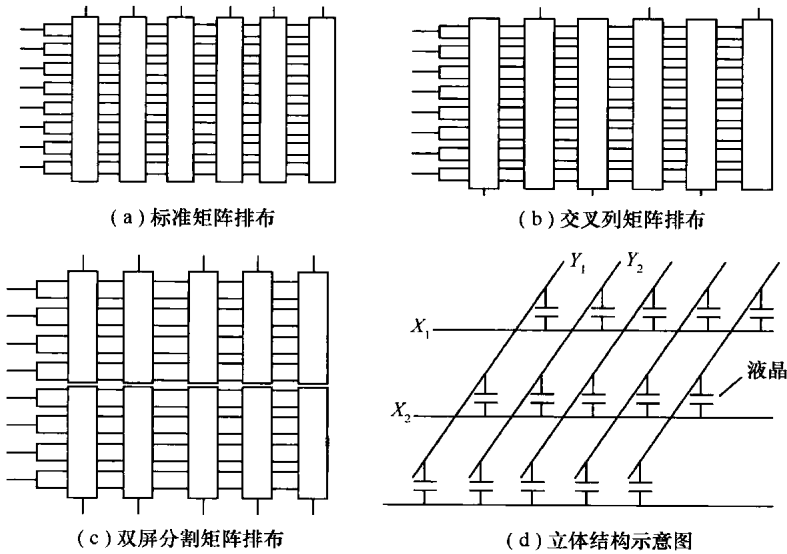 (a)标准矩阵排布
(b)交叉列矩阵排布
Y₁ Y₂
X₁
液晶
X₂
(c)双屏分割矩阵排布
(d)立体结构示意图